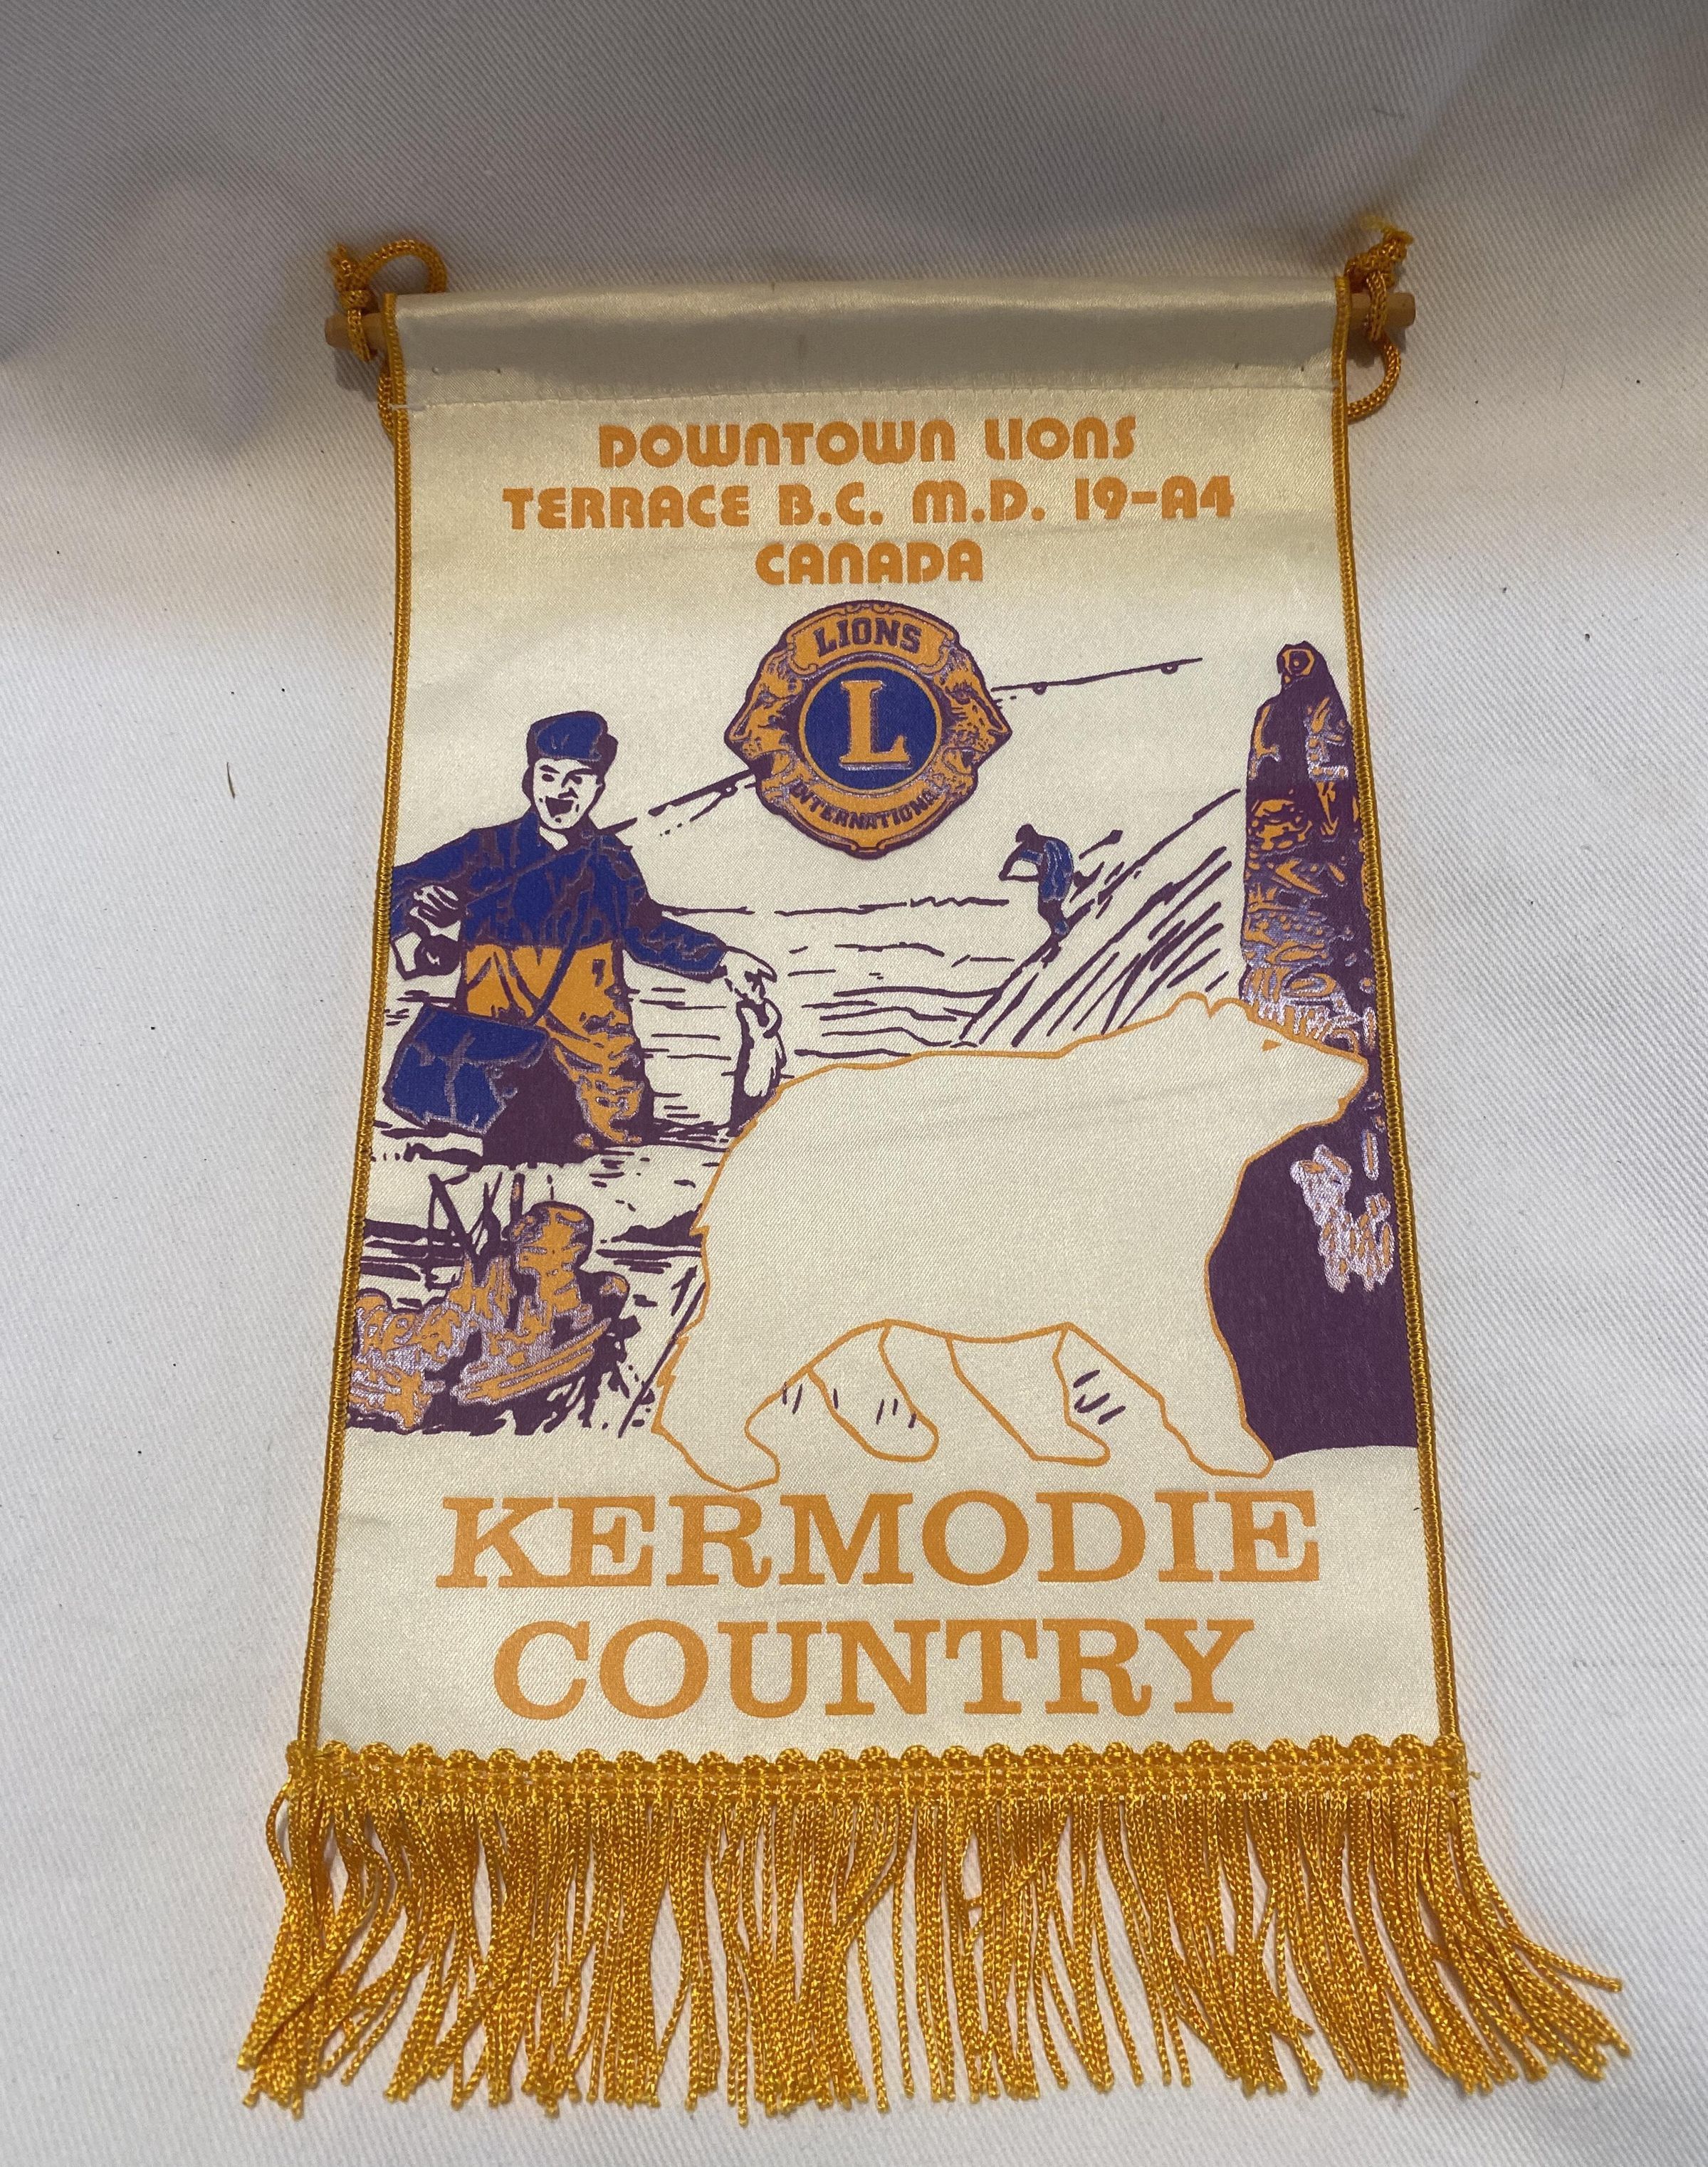 DOWNTOWN LIONS
TERRACE B.C. M.D. 19-A4
CANADA
LIONS
L
INTERNATIONAL
KERMODIE
COUNTRY